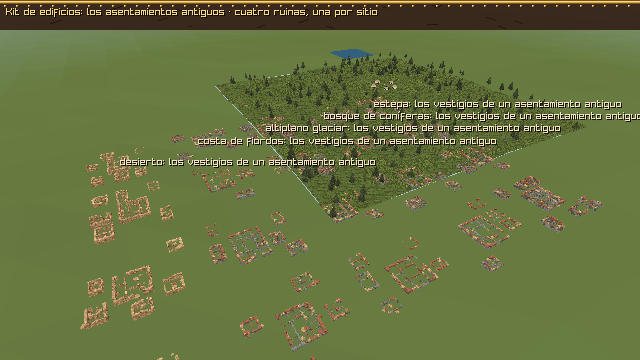 Kit de edificios: los asentamientos antiguos · cuatro ruinas, una por sitio
estepa: los vestigios de un asentamiento antiguo
bosque de coníferas: los vestigios de un asentamiento antiguo
altiplano glaciar: los vestigios de un asentamiento antiguo
costa de fiordos: los vestigios de un asentamiento antiguo
desierto: los vestigios de un asentamiento antiguo